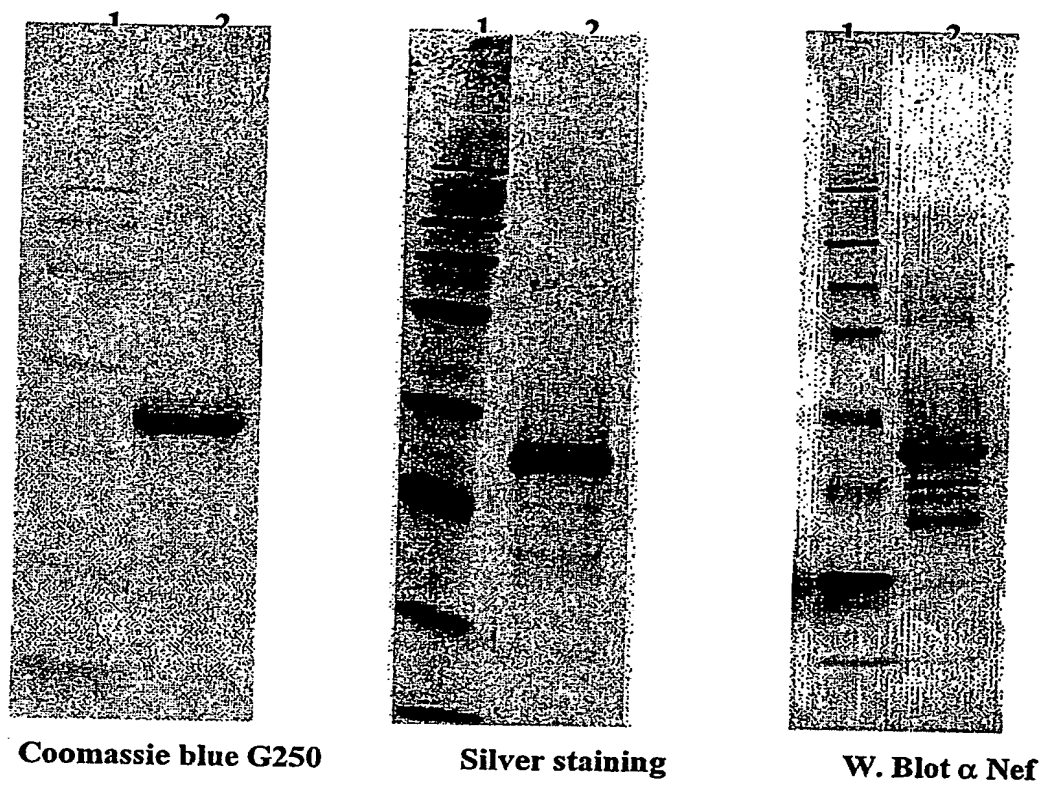 1 2
1 2
1 2
Coomassie blue G250
Silver staining
W. Blot α Nef